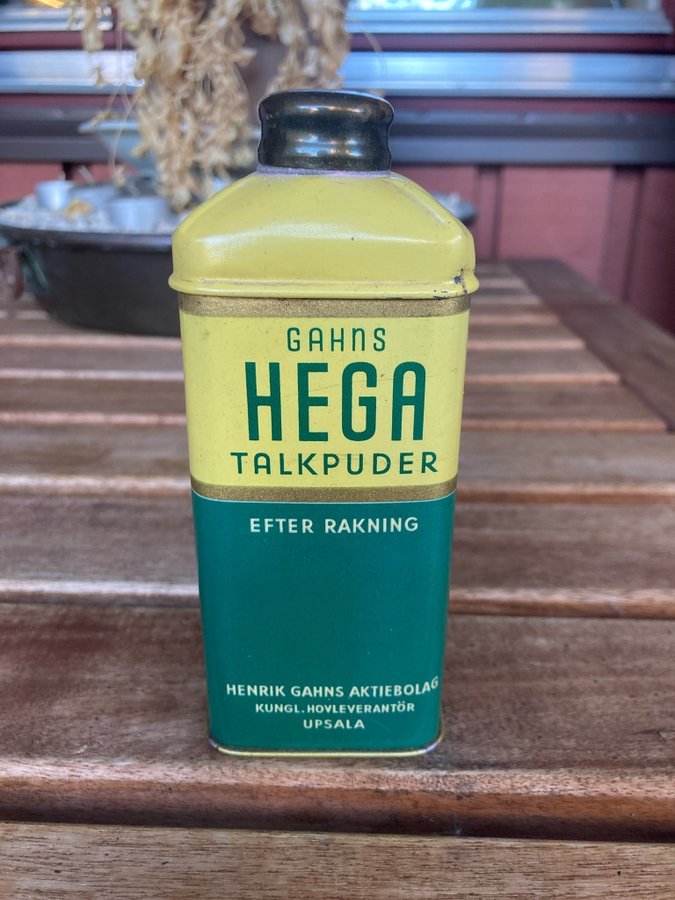 GAHNS
HEGA
TALKPUDER
EFTER RAKNING
HENRIK GAHNS AKTIEBOLAG
KUNGL. HOVLEVERANTÖR
UPSALA